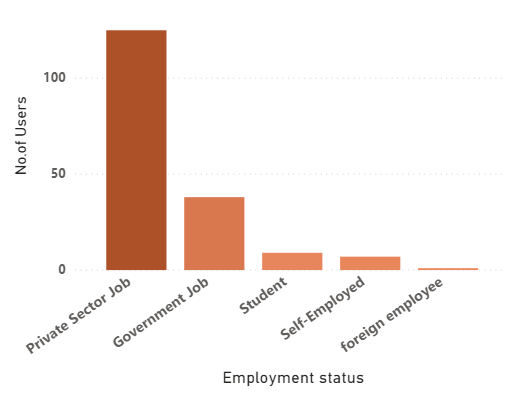 No.of Users
100
50
0
Private Sector Job
Government Job
Student
Self-Employed
foreign employee
Employment status